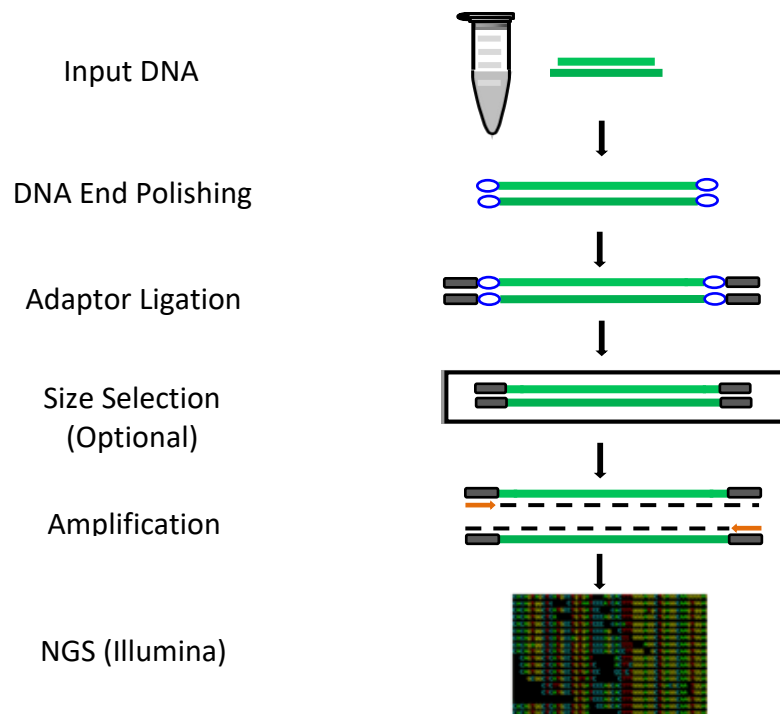 Input DNA
DNA End Polishing
Adaptor Ligation
Size Selection
(Optional)
Amplification
NGS (Illumina)